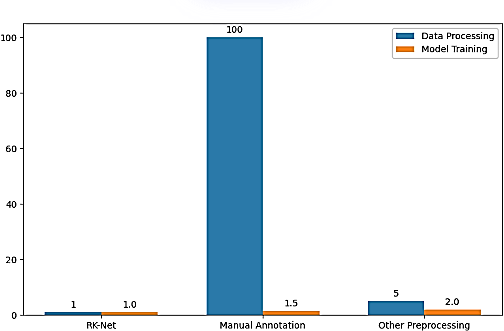 Data Processing
Model Training
100
80
60
40
20
0
100
1
1.0
1.5
5
2.0
RK-Net
Manual Annotation
Other Preprocessing